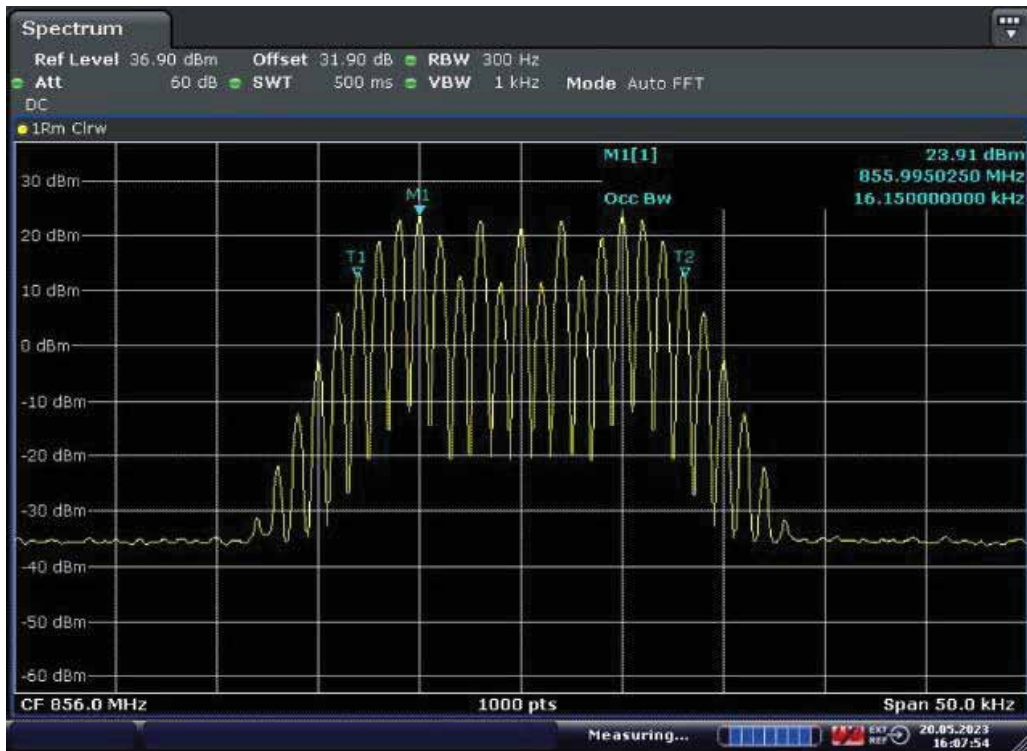 Spectrum
Ref Level 36.90 dBm Offset 31.90 dB RBW 300 Hz
Att 60 dB SWT 500 ms VBW 1 kHz Mode Auto FFT
DC
1Rm Clrw
M1[1] 23.91 dBm
855.9950250 MHz
Occ Bw 16.150000000 kHz
30 dBm
M1
20 dBm
T1 T2
10 dBm
0 dBm
-10 dBm
-20 dBm
-30 dBm
-40 dBm
-50 dBm
-60 dBm
CF 856.0 MHz 1000 pts Span 50.0 kHz
Measuring... EXT REF 20.05.2023
16:07:54